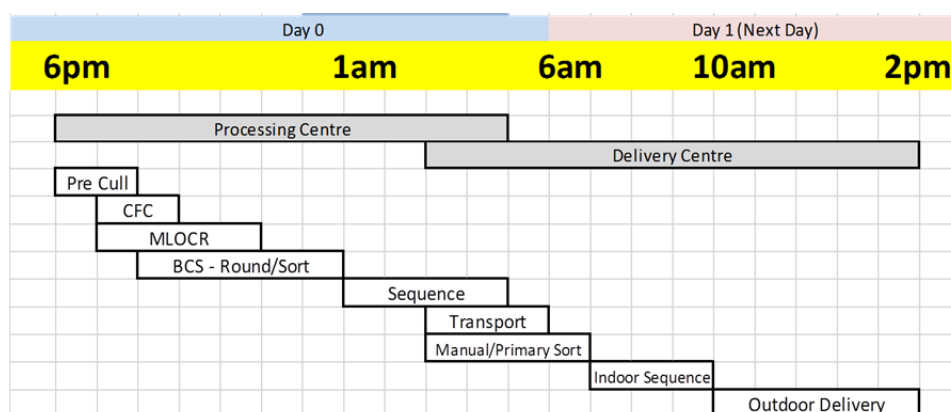 Day 0 Day 1 (Next Day)
6pm 1am 6am 10am 2pm
Processing Centre
Delivery Centre
Pre Cull
CFC
MLOCR
BCS - Round/Sort
Sequence
Transport
Manual/Primary Sort
Indoor Sequence
Outdoor Delivery